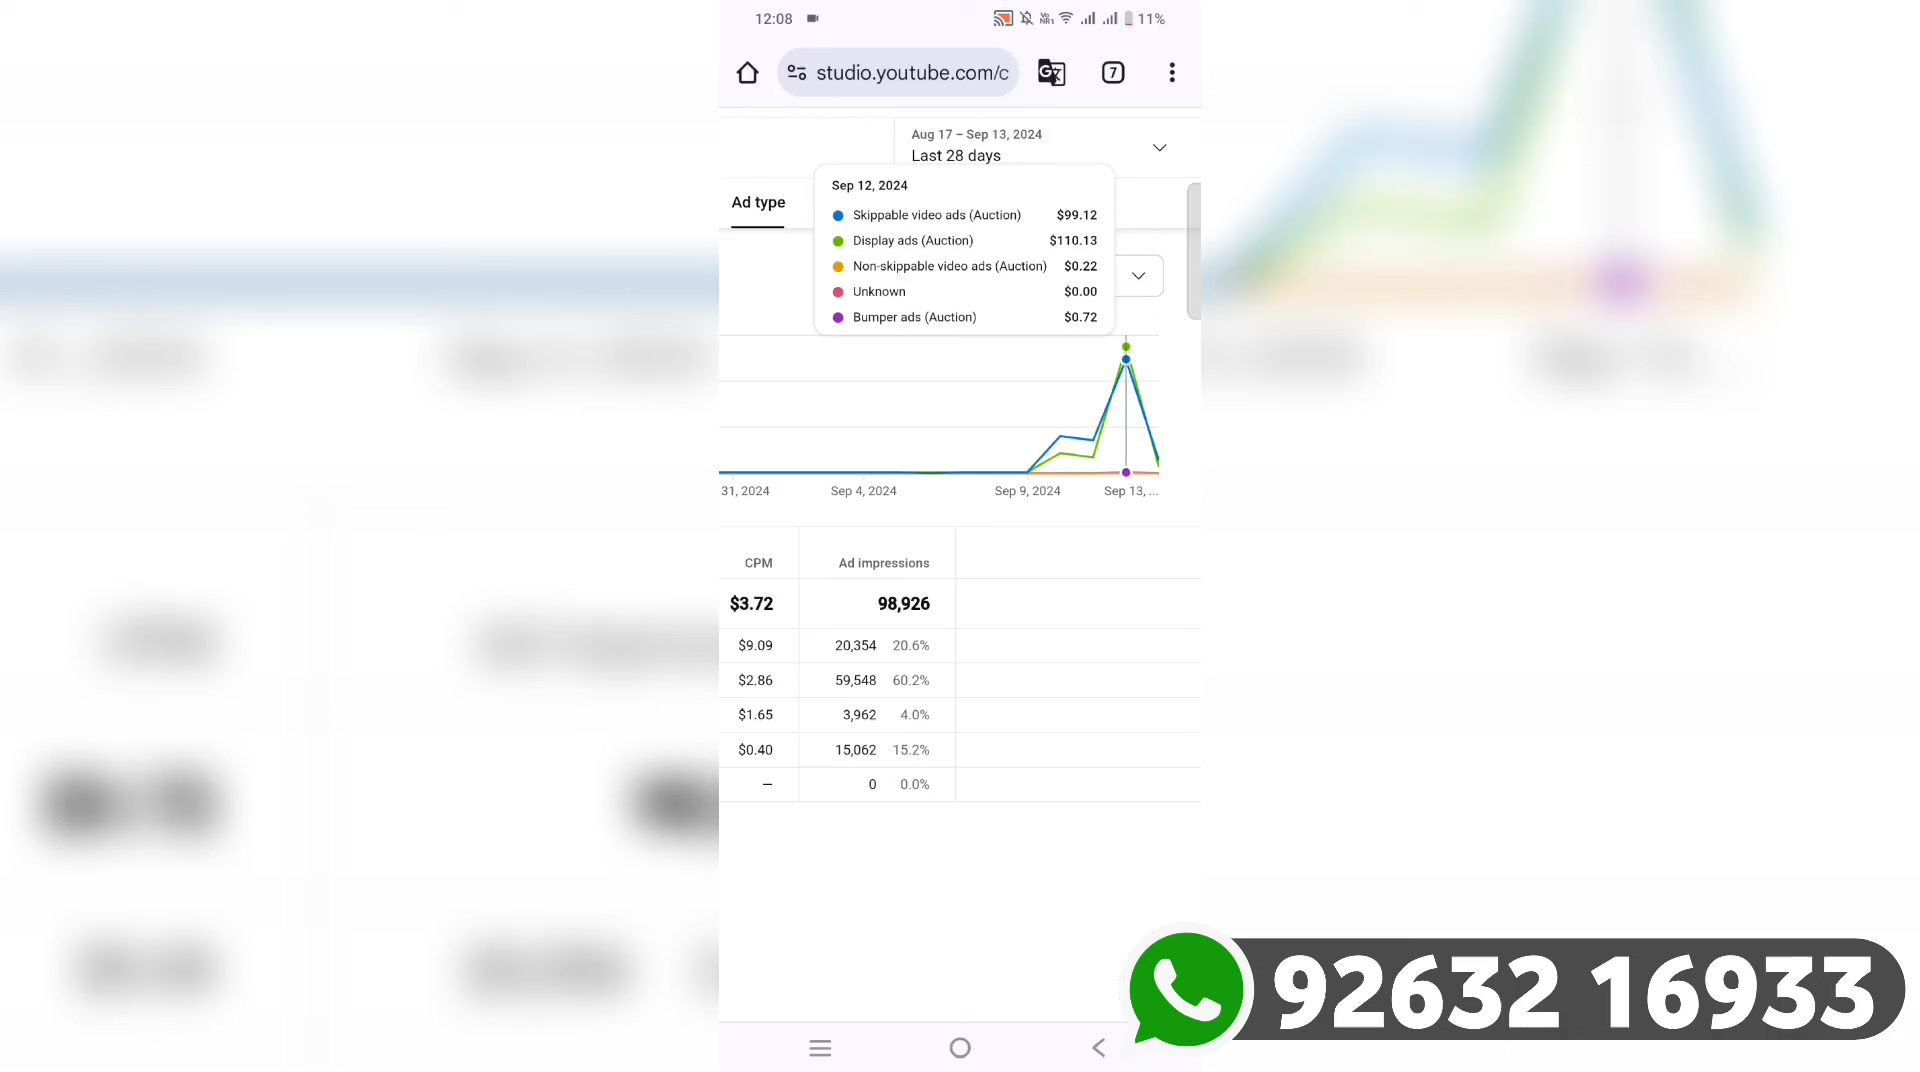 12:08
11%
studio.youtube.com/c
7
Aug 17 – Sep 13, 2024
Last 28 days
Ad type
Sep 12, 2024
Skippable video ads (Auction) $99.12
Display ads (Auction) $110.13
Non-skippable video ads (Auction) $0.22
Unknown $0.00
Bumper ads (Auction) $0.72
31, 2024 Sep 4, 2024 Sep 9, 2024 Sep 13, ...
CPM Ad impressions
$3.72 98,926
$9.09 20,354 20.6%
$2.86 59,548 60.2%
$1.65 3,962 4.0%
$0.40 15,062 15.2%
— 0 0.0%
92632 16933